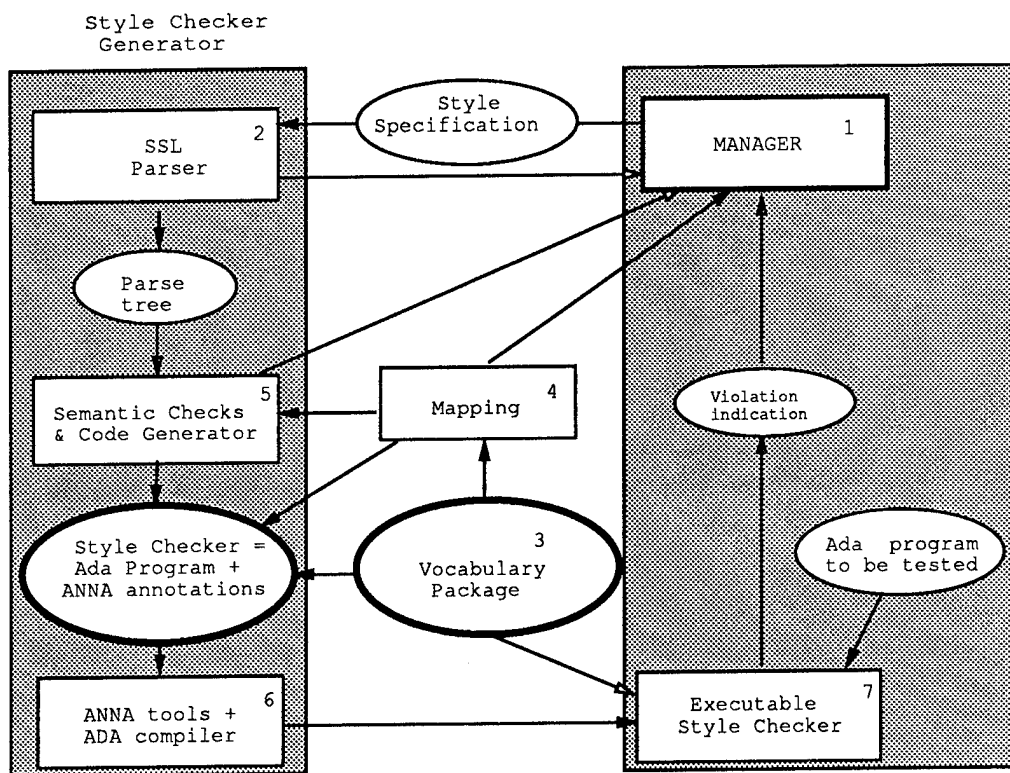 Style Checker
Generator
Style
Specification
2
SSL
Parser
1
MANAGER
Parse
tree
5
Semantic Checks
& Code Generator
4
Mapping
Violation
indication
Style Checker =
Ada Program +
ANNA annotations
3
Vocabulary
Package
Ada program
to be tested
6
ANNA tools +
ADA compiler
7
Executable
Style Checker